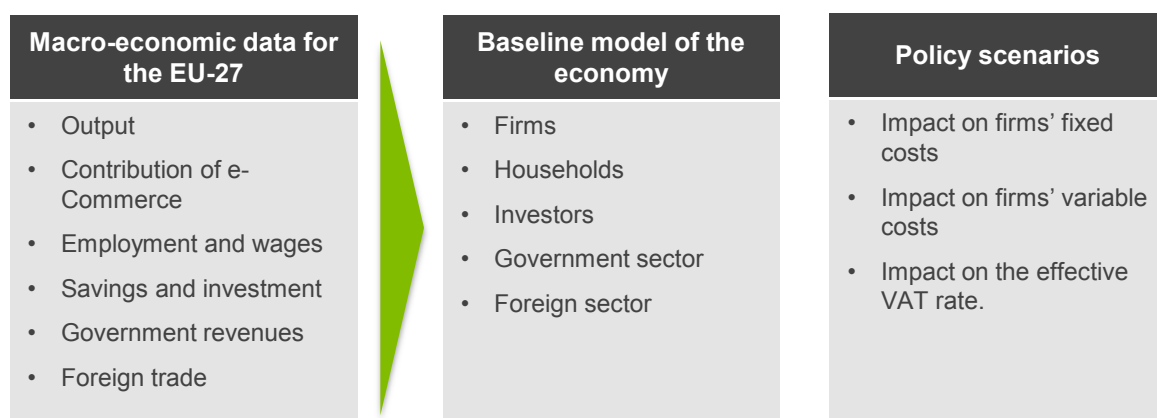 Macro-economic data for
the EU-27
• Output
• Contribution of e-
Commerce
• Employment and wages
• Savings and investment
• Government revenues
• Foreign trade
Baseline model of the
economy
• Firms
• Households
• Investors
• Government sector
• Foreign sector
Policy scenarios
• Impact on firms’ fixed
costs
• Impact on firms’ variable
costs
• Impact on the effective
VAT rate.